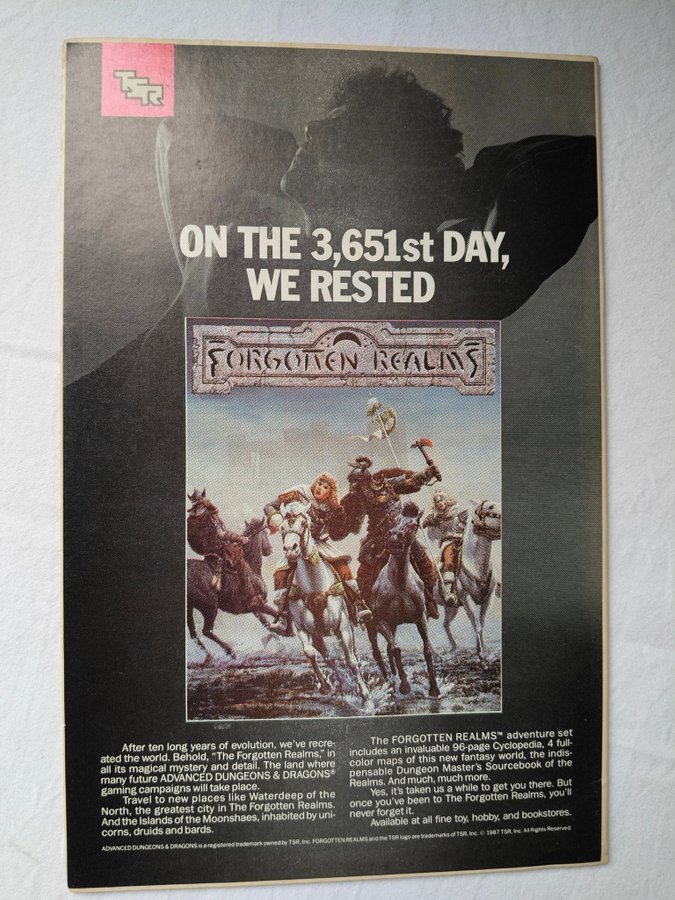 TSR
ON THE 3,651st DAY,
WE RESTED
FORGOTTEN REALMS
After ten long years of evolution, we've recre-
ated the world. Behold, "The Forgotten Realms," in
all its magical mystery and detail. The land where
many future ADVANCED DUNGEONS & DRAGONS®
gaming campaigns will take place.
Travel to new places like Waterdeep of the
North, the greatest city in The Forgotten Realms.
And the Islands of the Moonshaes, inhabited by uni-
corns, druids and bards.
The FORGOTTEN REALMS™ adventure set
includes an invaluable 96-page Cyclopedia, 4 full-
color maps of this new fantasy world, the indis-
pensable Dungeon Master's Sourcebook of the
Realms. And much, much more.
Yes, it's taken us a while to get you there. But
once you've been to The Forgotten Realms, you'll
never forget it.
Available at all fine toy, hobby, and bookstores.
ADVANCED DUNGEONS & DRAGONS is a registered trademark owned by TSR, Inc. FORGOTTEN REALMS and the TSR logo are trademarks of TSR, Inc. © 1987 TSR, Inc. All Rights Reserved.